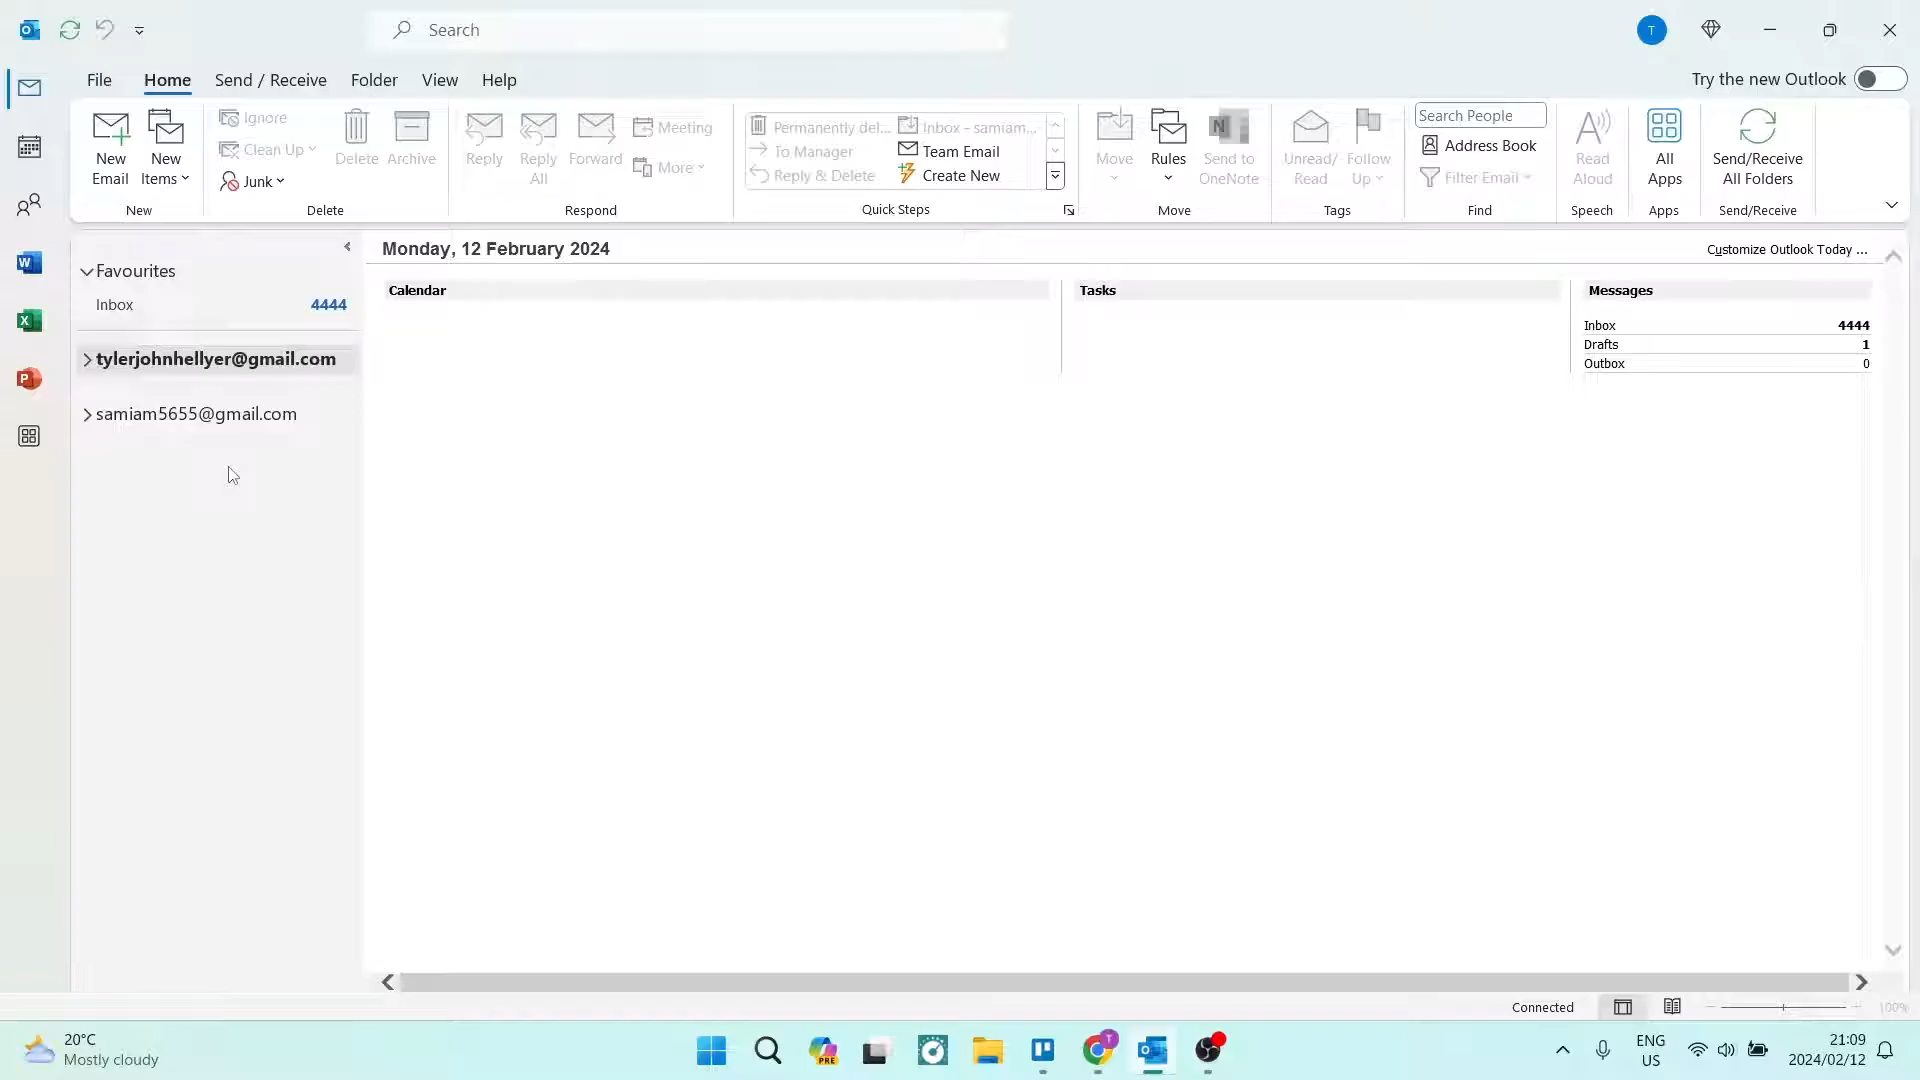 Search
T
File Home Send / Receive Folder View Help
Try the new Outlook
New Email
New Items
Ignore
Clean Up
Junk
Delete
Archive
Reply
Reply All
Forward
Meeting
More
Permanently del...
To Manager
Reply & Delete
Inbox – samiam...
Team Email
Create New
Move
Rules
N
Send to OneNote
Unread/ Read
Follow Up
Search People
Address Book
Filter Email
Read Aloud
All Apps
Send/Receive All Folders
New
Delete
Respond
Quick Steps
Move
Tags
Find
Speech
Apps
Send/Receive
Favourites
Inbox 4444
tylerjohnhellyer@gmail.com
samiam5655@gmail.com
Monday, 12 February 2024
Customize Outlook Today ...
Calendar
Tasks
Messages
Inbox 4444
Drafts 1
Outbox 0
W
X
P
Connected
100%
20°C
Mostly cloudy
PRE
T
ENG
US
21:09
2024/02/12